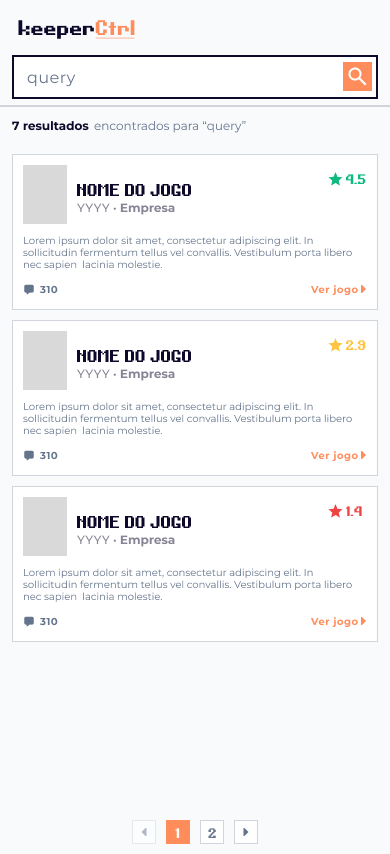 keeperCtrl
query
7 resultados encontrados para “query”
NOME DO JOGO
4.5
YYYY • Empresa
Lorem ipsum dolor sit amet, consectetur adipiscing elit. In
sollicitudin fermentum tellus vel convallis. Vestibulum porta libero
nec sapien lacinia molestie.
310
Ver jogo
NOME DO JOGO
2.9
YYYY • Empresa
Lorem ipsum dolor sit amet, consectetur adipiscing elit. In
sollicitudin fermentum tellus vel convallis. Vestibulum porta libero
nec sapien lacinia molestie.
310
Ver jogo
NOME DO JOGO
1.4
YYYY • Empresa
Lorem ipsum dolor sit amet, consectetur adipiscing elit. In
sollicitudin fermentum tellus vel convallis. Vestibulum porta libero
nec sapien lacinia molestie.
310
Ver jogo
1 2